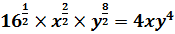 16^{1/2} × x^{2/2} × y^{8/2} = 4xy^4